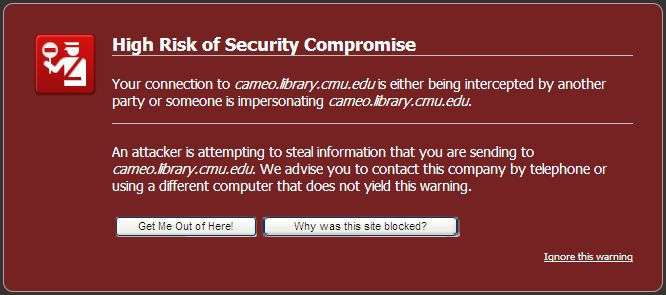 High Risk of Security Compromise
Your connection to cameo.library.cmu.edu is either being intercepted by another
party or someone is impersonating cameo.library.cmu.edu.
An attacker is attempting to steal information that you are sending to
cameo.library.cmu.edu. We advise you to contact this company by telephone or
using a different computer that does not yield this warning.
Get Me Out of Here!
Why was this site blocked?
Ignore this warning